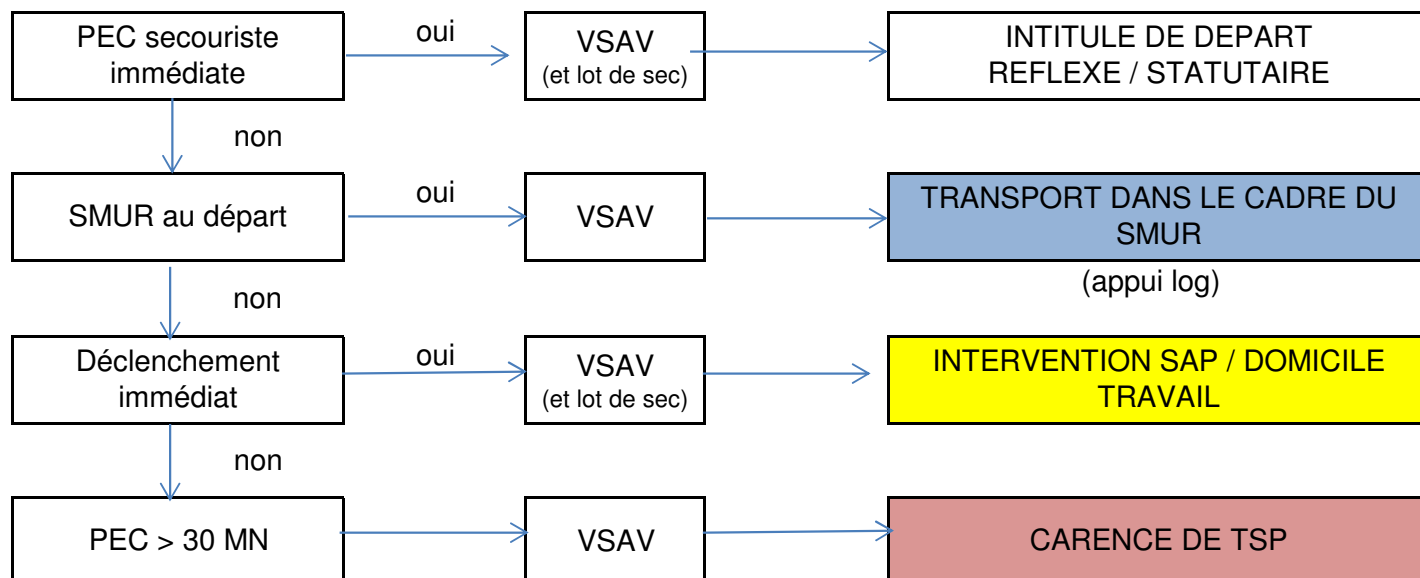 PEC secouriste
immédiate
oui
VSAV
(et lot de sec)
INTITULE DE DEPART
REFLEXE / STATUTAIRE
non
SMUR au départ
oui
VSAV
TRANSPORT DANS LE CADRE DU
SMUR
(appui log)
non
Déclenchement
immédiat
oui
VSAV
(et lot de sec)
INTERVENTION SAP / DOMICILE
TRAVAIL
non
PEC > 30 MN
VSAV
CARENCE DE TSP